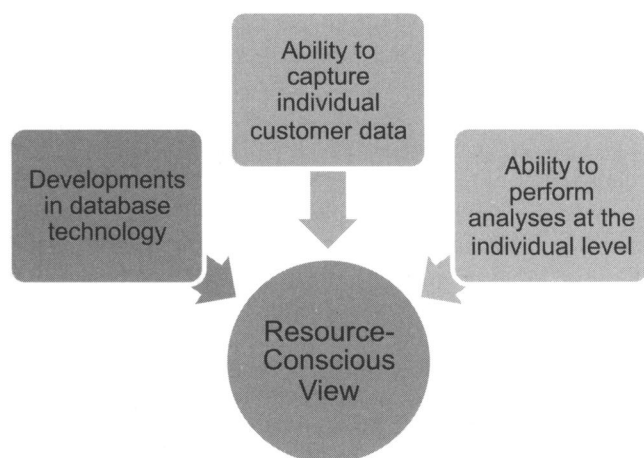 Ability to
capture
individual
customer data
Developments
in database
technology
Ability to
perform
analyses at the
individual level
Resource-
Conscious
View